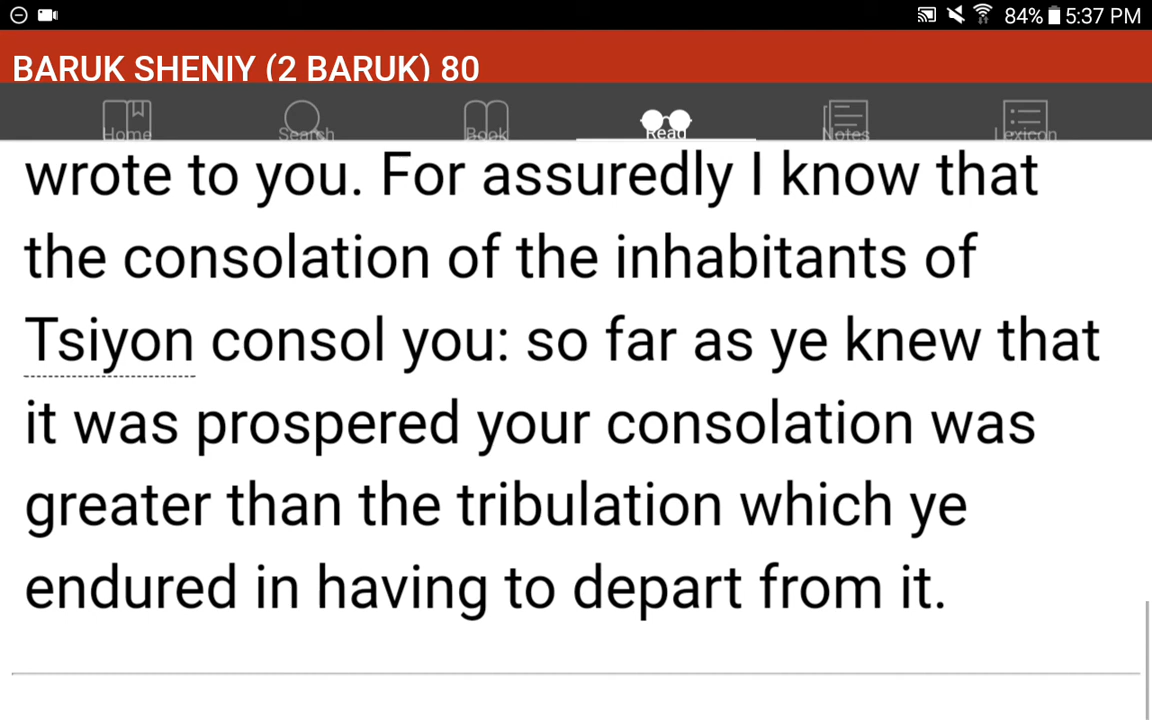 84% 5:37 PM
BARUK SHENIY (2 BARUK) 80
Home Search Book Read Notes Lexicon
wrote to you. For assuredly I know that
the consolation of the inhabitants of
Tsiyon consol you: so far as ye knew that
it was prospered your consolation was
greater than the tribulation which ye
endured in having to depart from it.